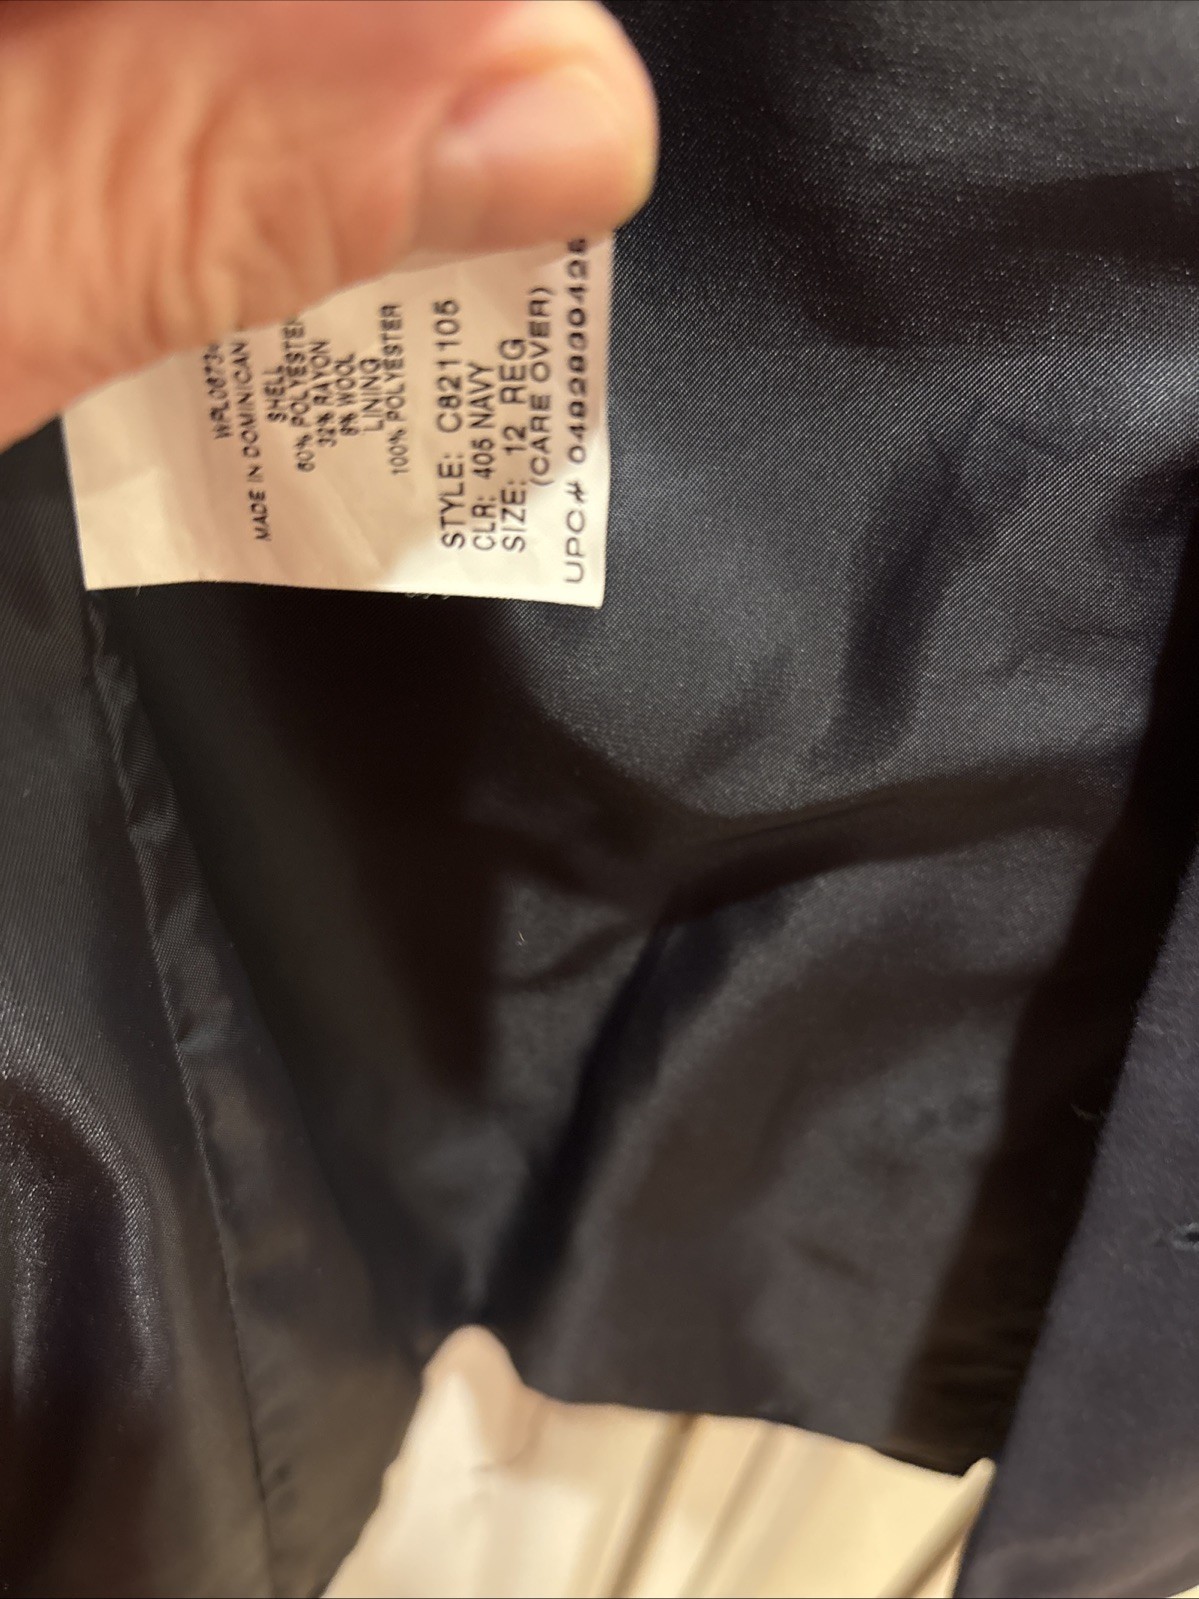 MADE IN DOMINICAN
SHELL
60% POLYESTER
32% RAYON
8% WOOL
LINING
100% POLYESTER
STYLE: C821105
CLR: 405 NAVY
SIZE: 12 REG
(CARE OVER)
UPC#